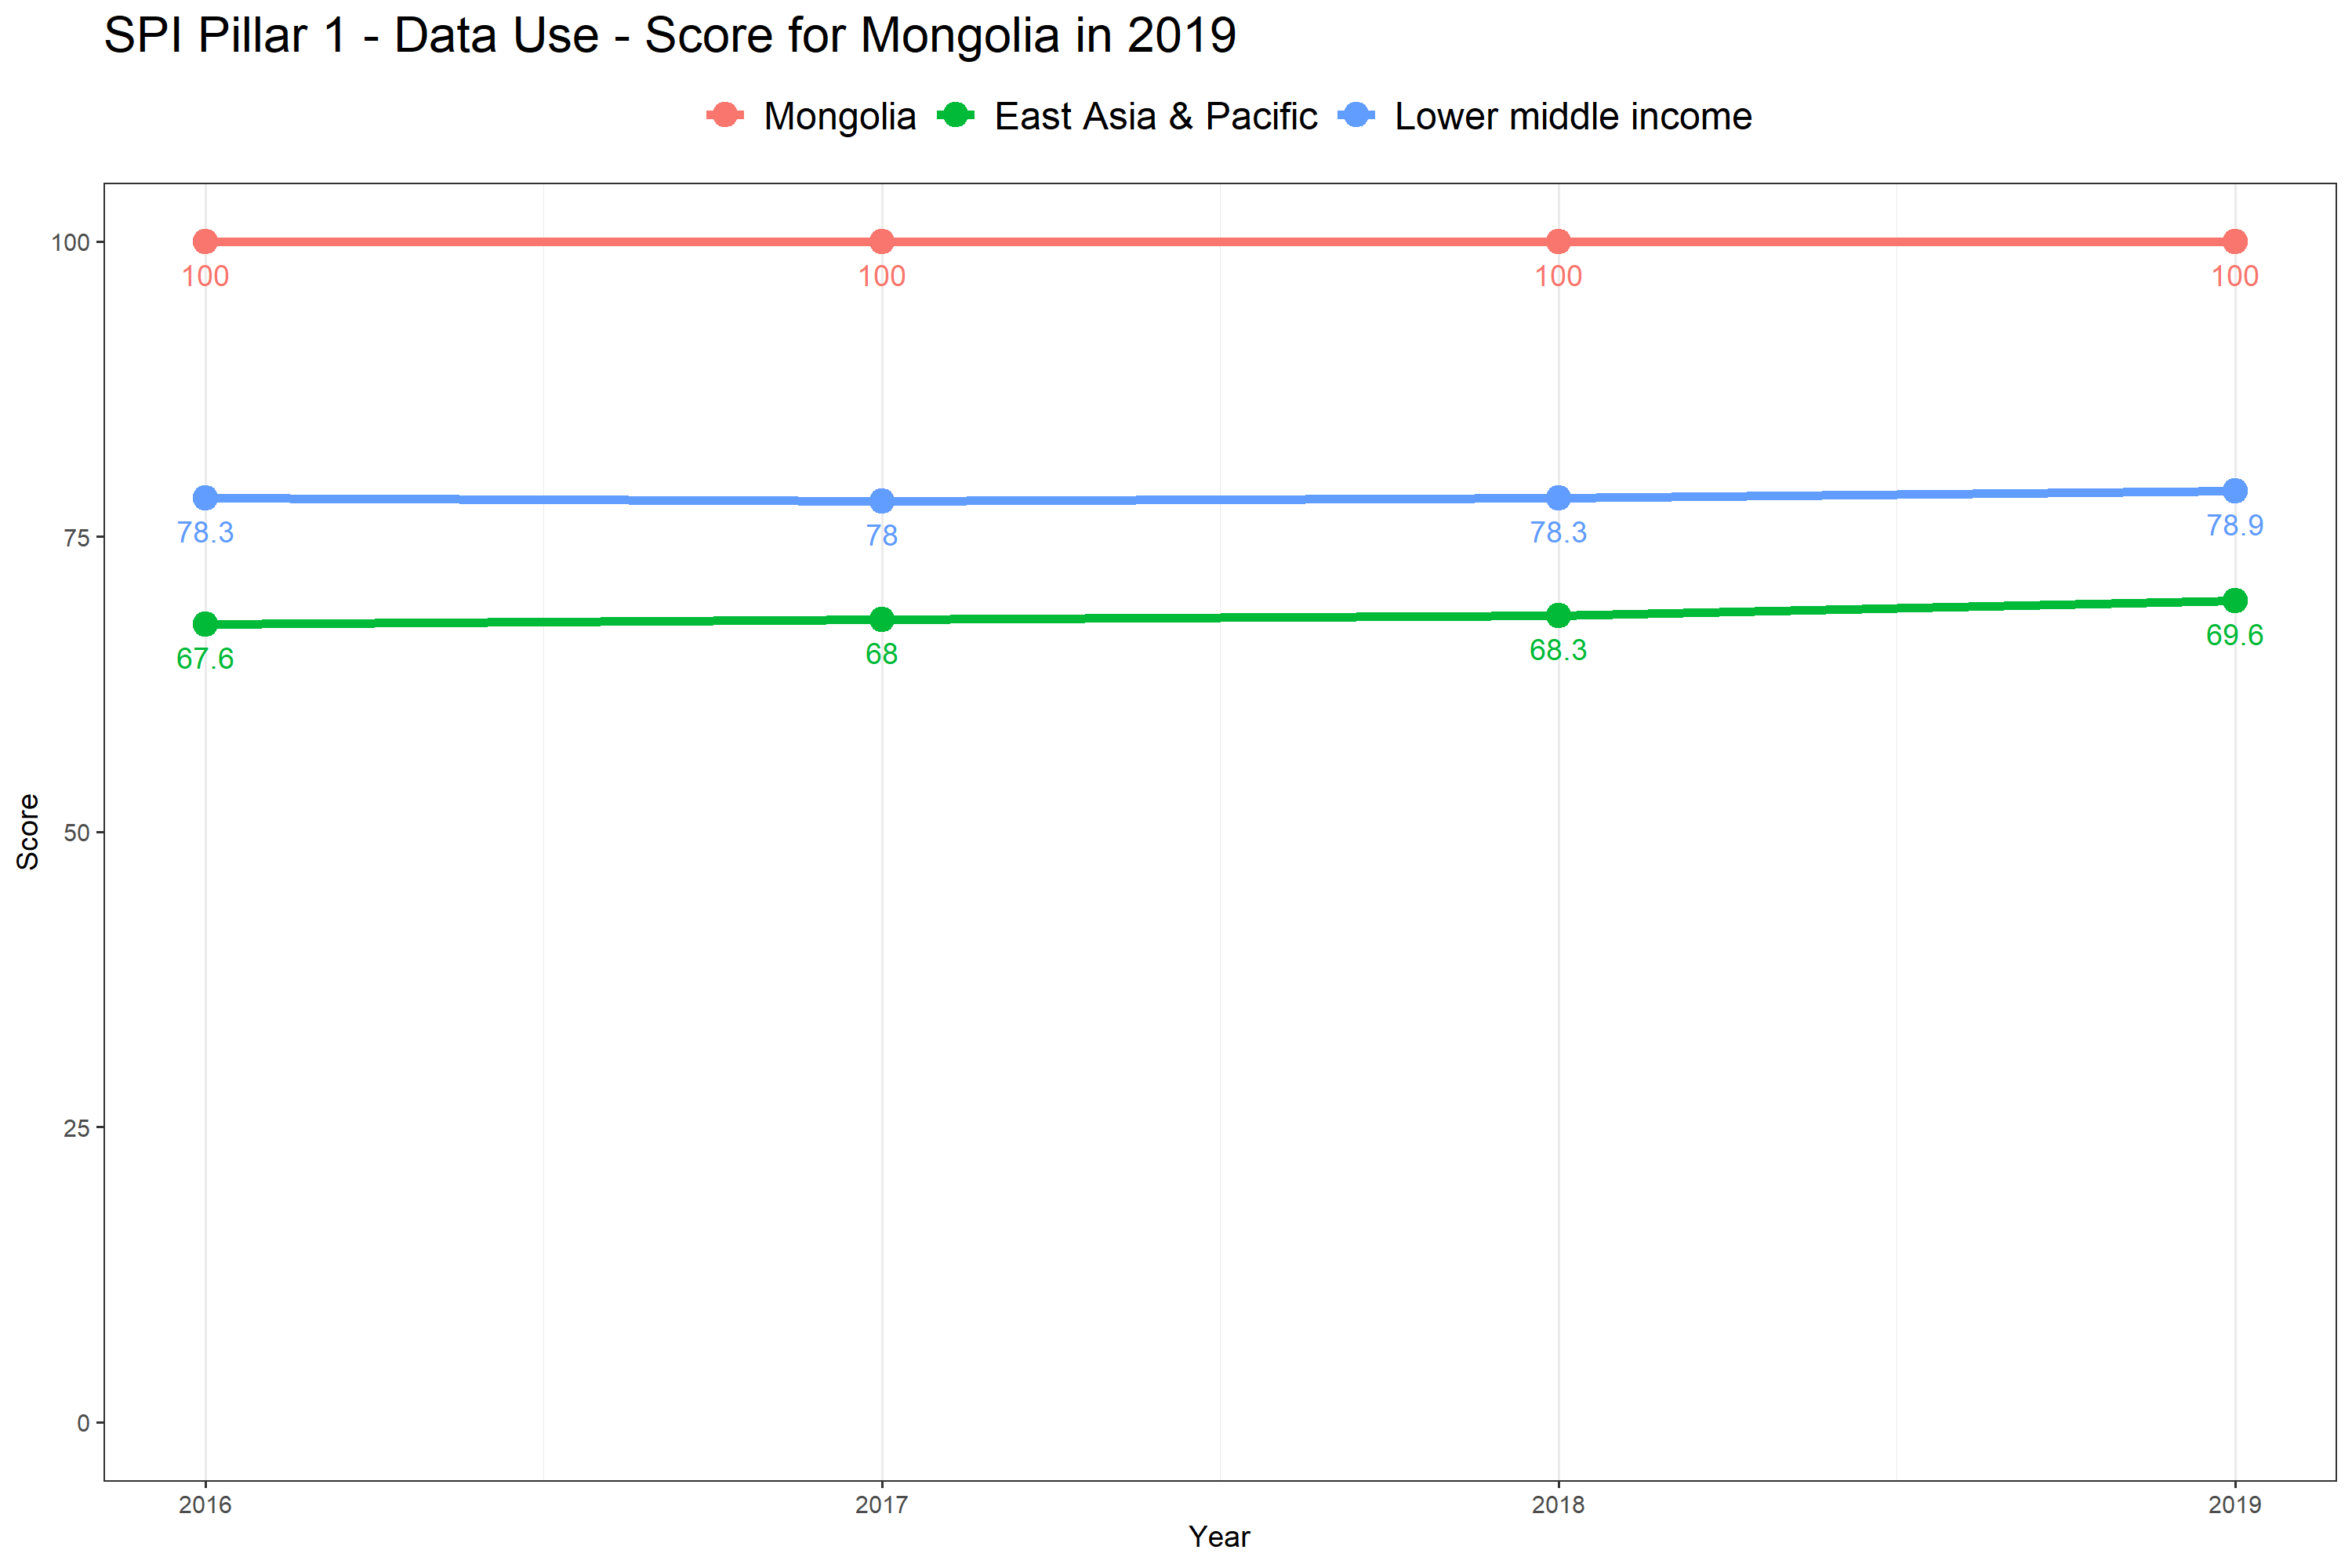 SPI Pillar 1 - Data Use - Score for Mongolia in 2019
Mongolia East Asia & Pacific Lower middle income
100
100 100 100 100
78.3 78 78.3 78.9
75
67.6 68 68.3 69.6
Score
50
25
0
2016 2017 2018 2019
Year